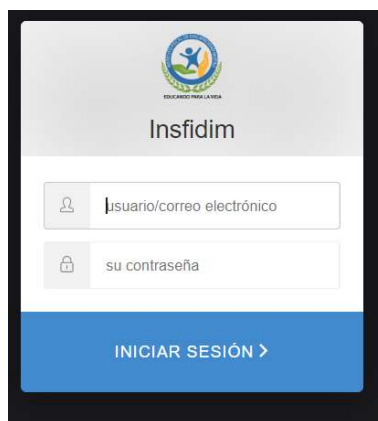 EDUCANDO PARA LA VIDA
Insfidim
usuario/correo electrónico
su contraseña
INICIAR SESIÓN >